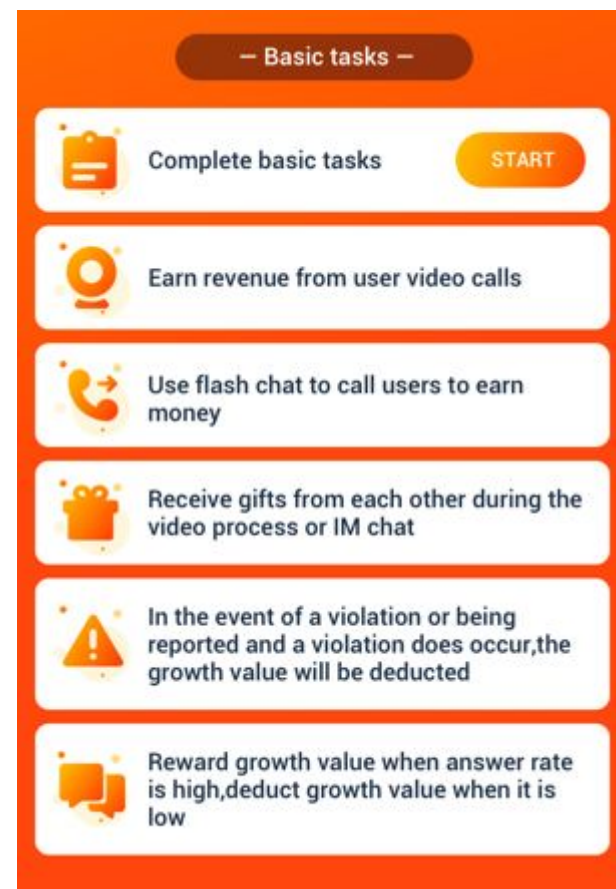 — Basic tasks —
Complete basic tasks
START
Earn revenue from user video calls
Use flash chat to call users to earn
money
Receive gifts from each other during the
video process or IM chat
In the event of a violation or being
reported and a violation does occur,the
growth value will be deducted
Reward growth value when answer rate
is high,deduct growth value when it is
low